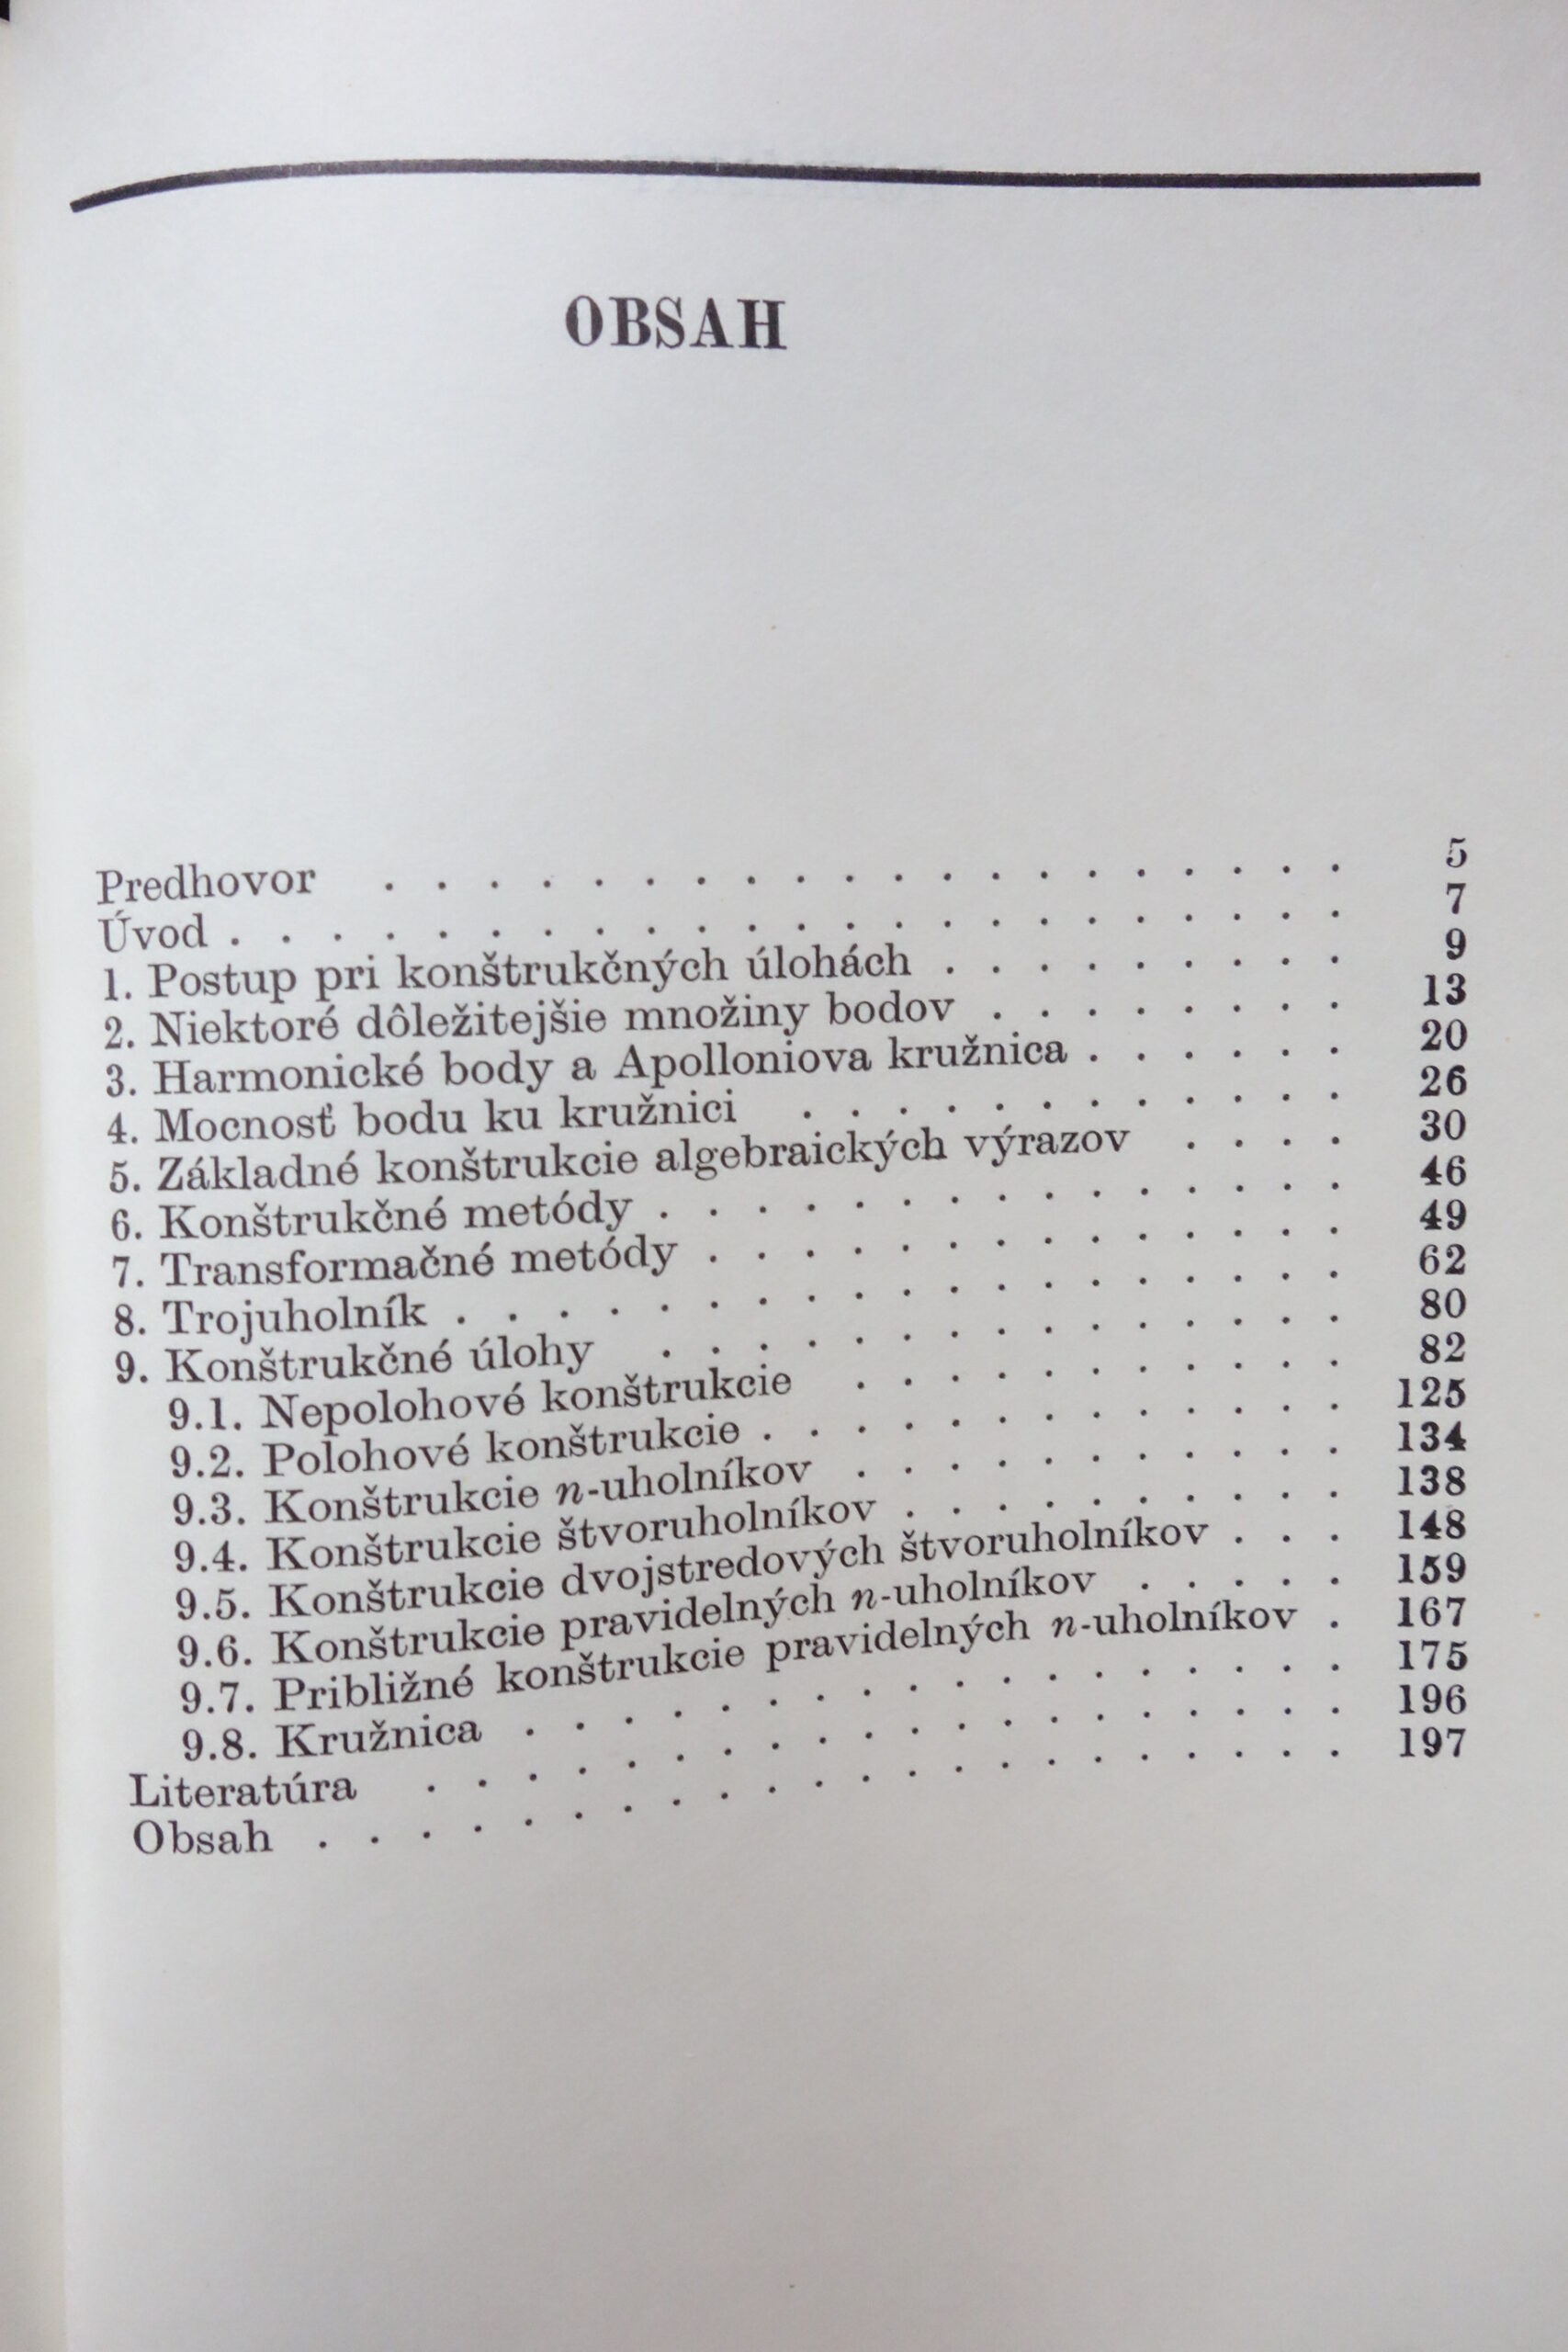 OBSAH
Predhovor . . . . . . . . . . . . . . . . . . . . 5
Úvod . . . . . . . . . . . . . . . . . . . . . . . 7
1. Postup pri konštrukčných úlohách . . . . . . . . . 9
2. Niektoré dôležitejšie množiny bodov . . . . . . . . 13
3. Harmonické body a Apolloniova kružnica . . . . . . 20
4. Mocnosť bodu ku kružnici . . . . . . . . . . . . 26
5. Základné konštrukcie algebraických výrazov . . . . 30
6. Konštrukčné metódy . . . . . . . . . . . . . . . 46
7. Transformačné metódy . . . . . . . . . . . . . . 49
8. Trojuholník . . . . . . . . . . . . . . . . . . . 62
9. Konštrukčné úlohy . . . . . . . . . . . . . . . 80
9.1. Nepolohové konštrukcie . . . . . . . . . . . 82
9.2. Polohové konštrukcie . . . . . . . . . . . . . 125
9.3. Konštrukcie n-uholníkov . . . . . . . . . . . 134
9.4. Konštrukcie štvoruholníkov . . . . . . . . . . 138
9.5. Konštrukcie dvojstredových štvoruholníkov . . . 148
9.6. Konštrukcie pravidelných n-uholníkov . . . . . 159
9.7. Približné konštrukcie pravidelných n-uholníkov . 167
9.8. Kružnica . . . . . . . . . . . . . . . . . . 175
Literatúra . . . . . . . . . . . . . . . . . . . . 196
Obsah . . . . . . . . . . . . . . . . . . . . . . 197